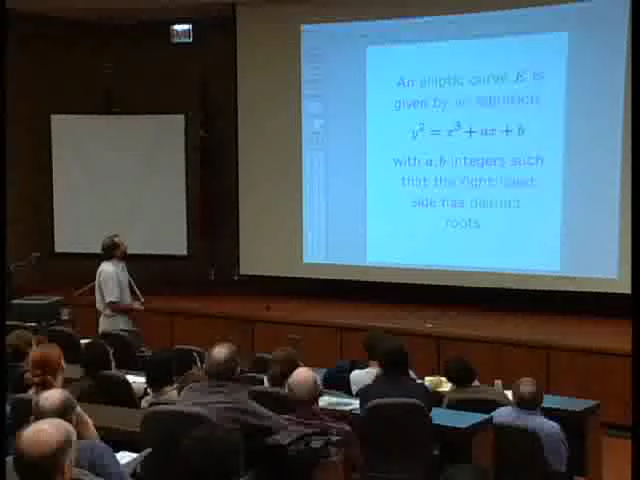 An elliptic curve E is
given by an equation
y² = x³ + ax + b
with a, b integers such
that the right hand
side has distinct
roots